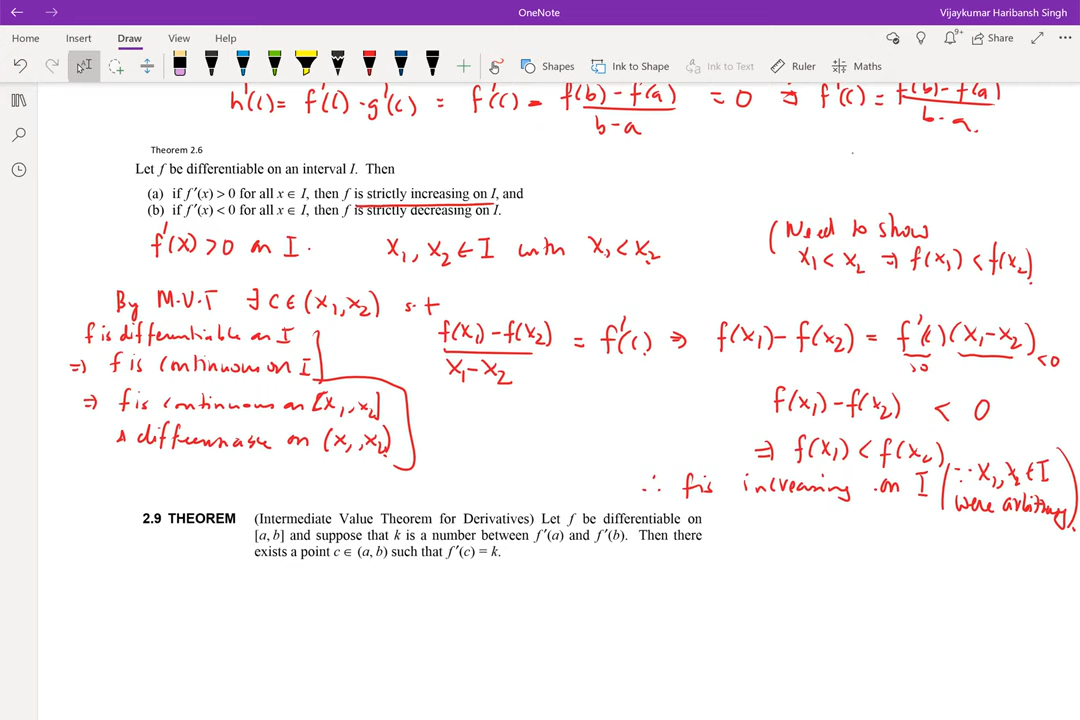 OneNote
Vijaykumar Haribansh Singh
Home Insert Draw View Help
9+ Share
Shapes Ink to Shape Ink to Text Ruler Maths
h'(c) = f'(c) - g'(c) = f'(c) - f(b) - f(a) / b-a = 0 ⇒ f'(c) = f(b) - f(a) / b-a.
Theorem 2.6
Let f be differentiable on an interval I. Then
(a) if f'(x) > 0 for all x ∈ I, then f is strictly increasing on I, and
(b) if f'(x) < 0 for all x ∈ I, then f is strictly decreasing on I.
f'(x) > 0 on I. x₁, x₂ ∈ I with x₁ < x₂
(Need to show
x₁ < x₂ ⇒ f(x₁) < f(x₂)
By M.V.T ∃ c ∈ (x₁, x₂) s.t
f is differentiable on I
f(x₁) - f(x₂) / x₁ - x₂ = f'(c) ⇒ f(x₁) - f(x₂) = f'(c) (x₁ - x₂)
>0 <0
⇒ f is continuous on I
⇒ f is continuous on [x₁, x₂]
f(x₁) - f(x₂) < 0
& differentiable on (x₁, x₂)
⇒ f(x₁) < f(x₂)
∴ f is increasing on I (∵ x₁, x₂ ∈ I
were arbitrary)
2.9 THEOREM (Intermediate Value Theorem for Derivatives) Let f be differentiable on
[a, b] and suppose that k is a number between f'(a) and f'(b). Then there
exists a point c ∈ (a, b) such that f'(c) = k.